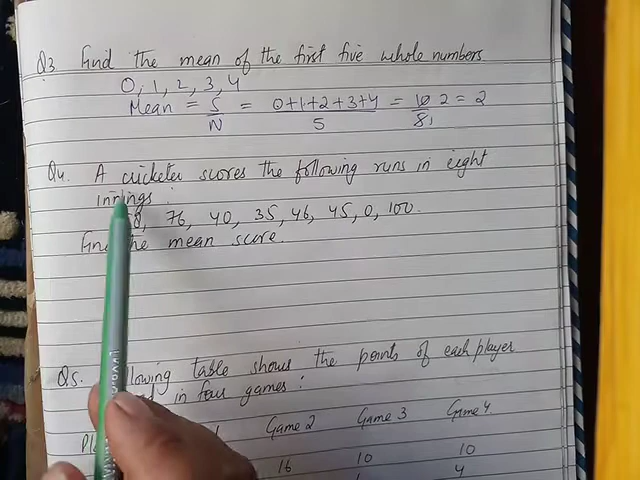 Q3 Find the mean of the first five whole numbers
0, 1, 2, 3, 4
Mean = S/N = 0+1+2+3+4/5 = 10/5 2 = 2
Q4. A cricketer scores the following runs in eight
innings :
58, 76, 40, 35, 46, 45, 0, 100.
Find the mean score.
Q5. Following table shows the points of each player
in four games :
Game 2 Game 3 Game 4
16 10 10
4